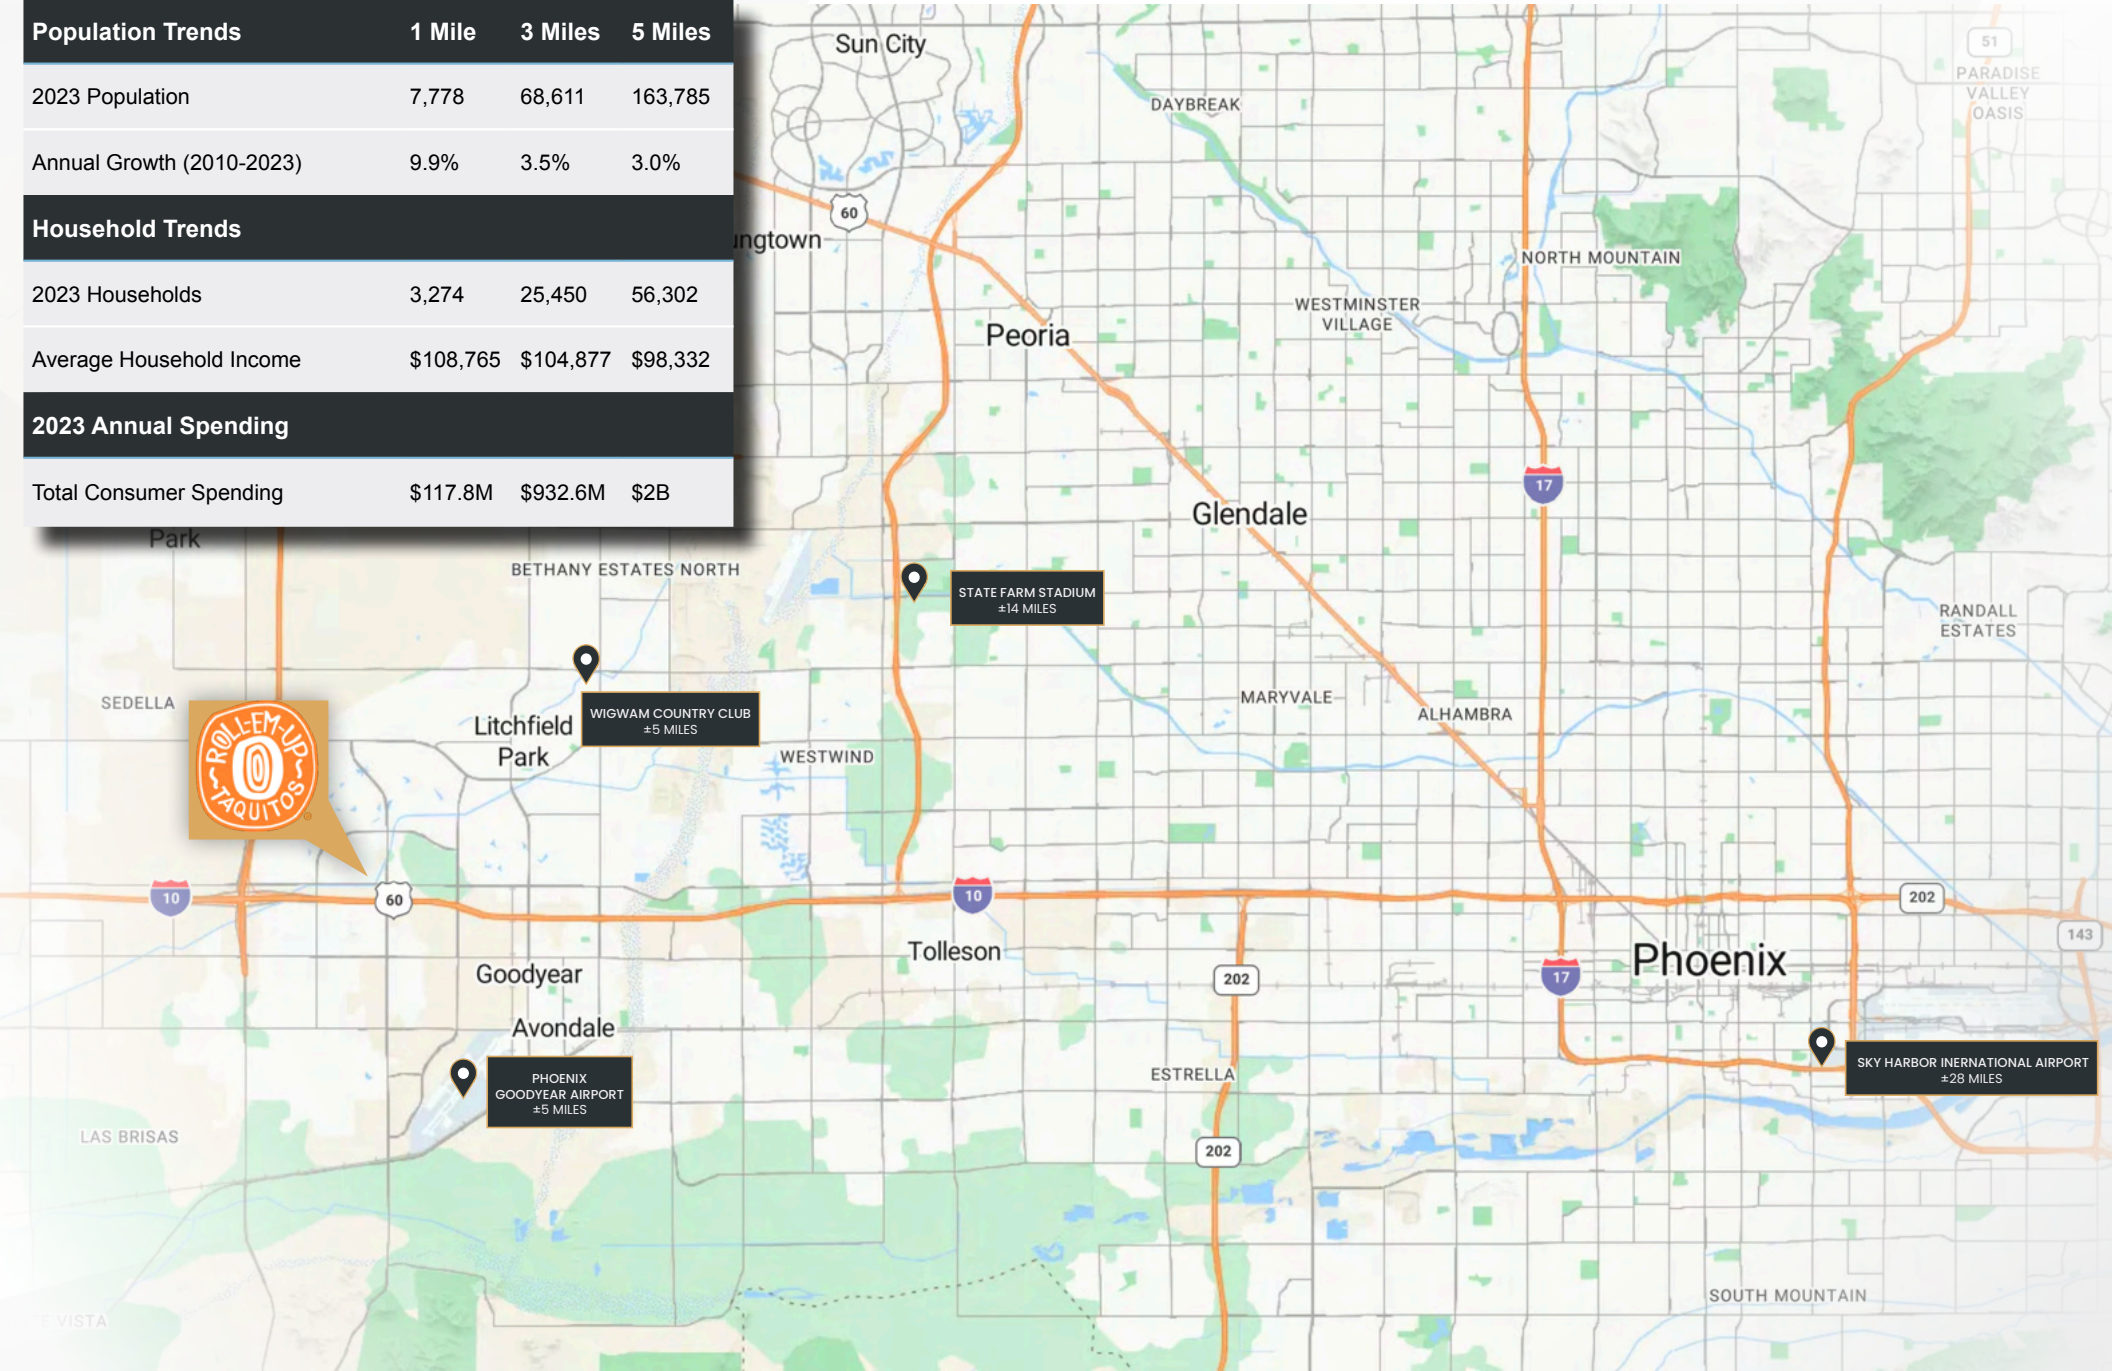 Population Trends 1 Mile 3 Miles 5 Miles
2023 Population 7,778 68,611 163,785
Annual Growth (2010-2023) 9.9% 3.5% 3.0%
Household Trends
2023 Households 3,274 25,450 56,302
Average Household Income $108,765 $104,877 $98,332
2023 Annual Spending
Total Consumer Spending $117.8M $932.6M $2B
Sun City
51
PARADISE
VALLEY
OASIS
DAYBREAK
60
ngtown
NORTH MOUNTAIN
WESTMINSTER
VILLAGE
Peoria
17
Glendale
Park
BETHANY ESTATES NORTH
STATE FARM STADIUM
±14 MILES
RANDALL
ESTATES
SEDELLA
WIGWAM COUNTRY CLUB
±5 MILES
MARYVALE
ALHAMBRA
Litchfield
Park
WESTWIND
ROLL-EM-UP
TAQUITOS
®
10
60
10
202
143
Tolleson
Phoenix
Goodyear
202
17
Avondale
PHOENIX
GOODYEAR AIRPORT
±5 MILES
ESTRELLA
SKY HARBOR INERNATIONAL AIRPORT
±28 MILES
LAS BRISAS
202
SOUTH MOUNTAIN
VISTA